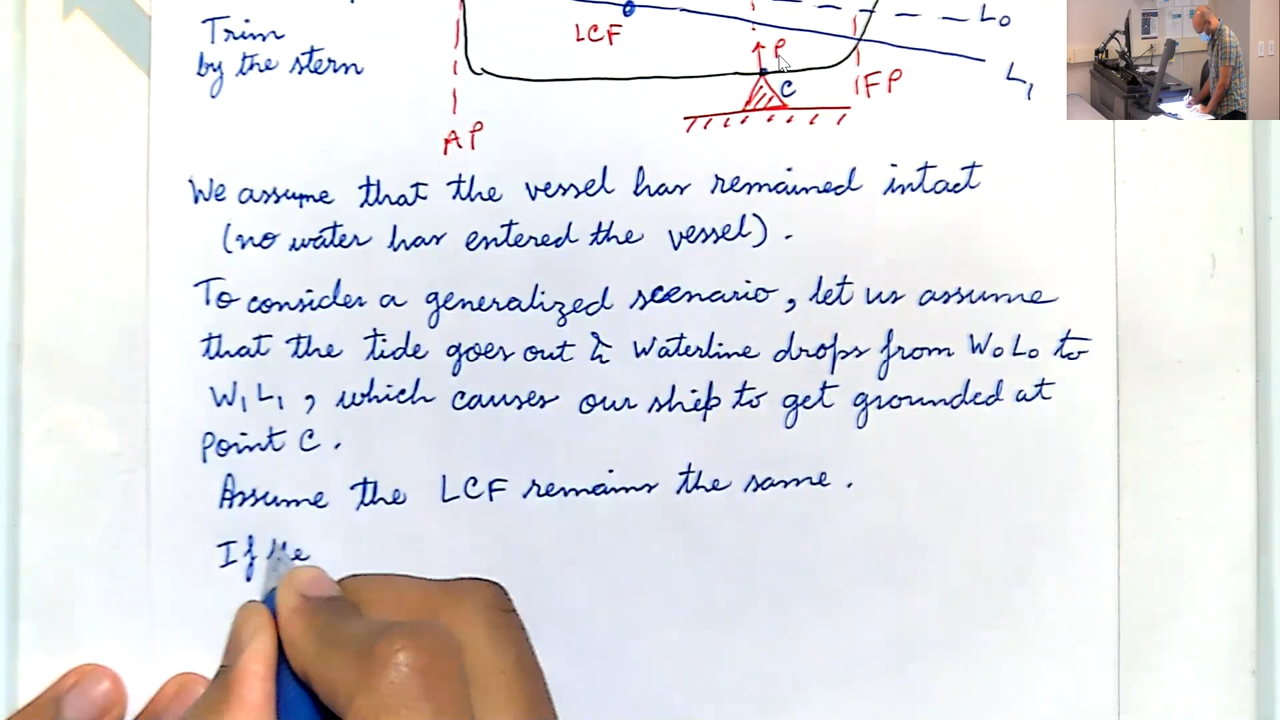 Trim
by the stern
LCF
P
C
L0
L1
FP
AP
We assume that the vessel has remained intact
(no water has entered the vessel).
To consider a generalized scenario, let us assume
that the tide goes out & Waterline drops from W0L0 to
W1L1, which causes our ship to get grounded at
Point C.
Assume the LCF remains the same.
If the